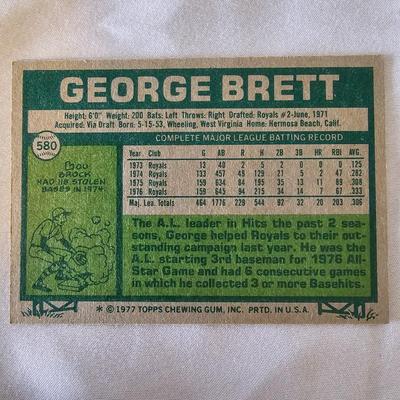 GEORGE BRETT
Height: 6'0" Weight: 200 Bats: Left Throws: Right Drafted: Royals #2-June, 1971
Acquired: Via Draft Born: 5-15-53, Wheeling, West Virginia Home: Hermosa Beach, Calif.
580
COMPLETE MAJOR LEAGUE BATTING RECORD
Year Club G AB R H 2B 3B HR RBI AVG.
1973 Royals 13 40 2 5 2 0 0 0 .125
1974 Royals 133 457 49 129 21 5 2 47 .282
1975 Royals 159 634 84 195 35 13 11 89 .308
1976 Royals 159 645 94 215 34 14 7 67 .333
Maj. Lea. Totals 464 1776 229 544 92 32 20 203 .306
LOU
BROCK
HAD 118 STOLEN
BASES IN 1974
The A.L. leader in Hits the past 2 sea-
sons, George helped Royals to their out-
standing campaign last year. He was the
A.L. starting 3rd baseman for 1976 All-
Star Game and had 6 consecutive games
in which he collected 3 or more Basehits.
* © 1977 TOPPS CHEWING GUM, INC. PRTD. IN U.S.A.